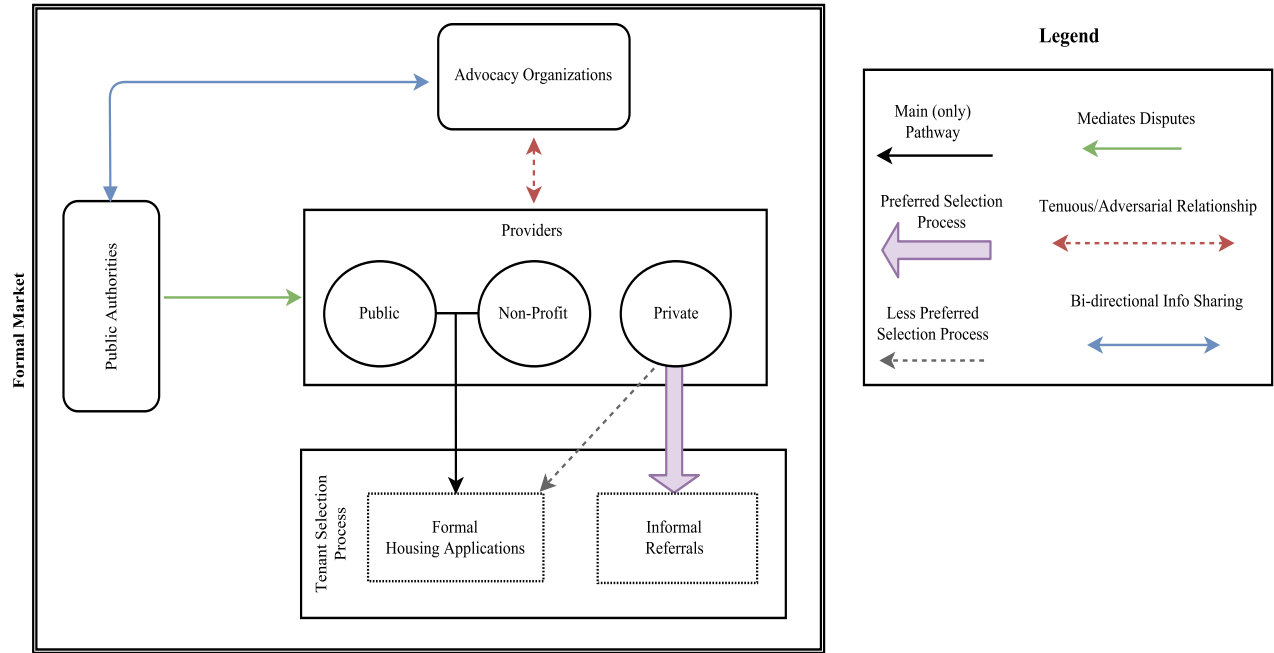 Formal Market
Advocacy Organizations
Public Authorities
Providers
Public
Non-Profit
Private
Tenant Selection
Process
Formal
Housing Applications
Informal
Referrals
Legend
Main (only)
Pathway
Mediates Disputes
Preferred Selection
Process
Tenuous/Adversarial Relationship
Less Preferred
Selection Process
Bi-directional Info Sharing